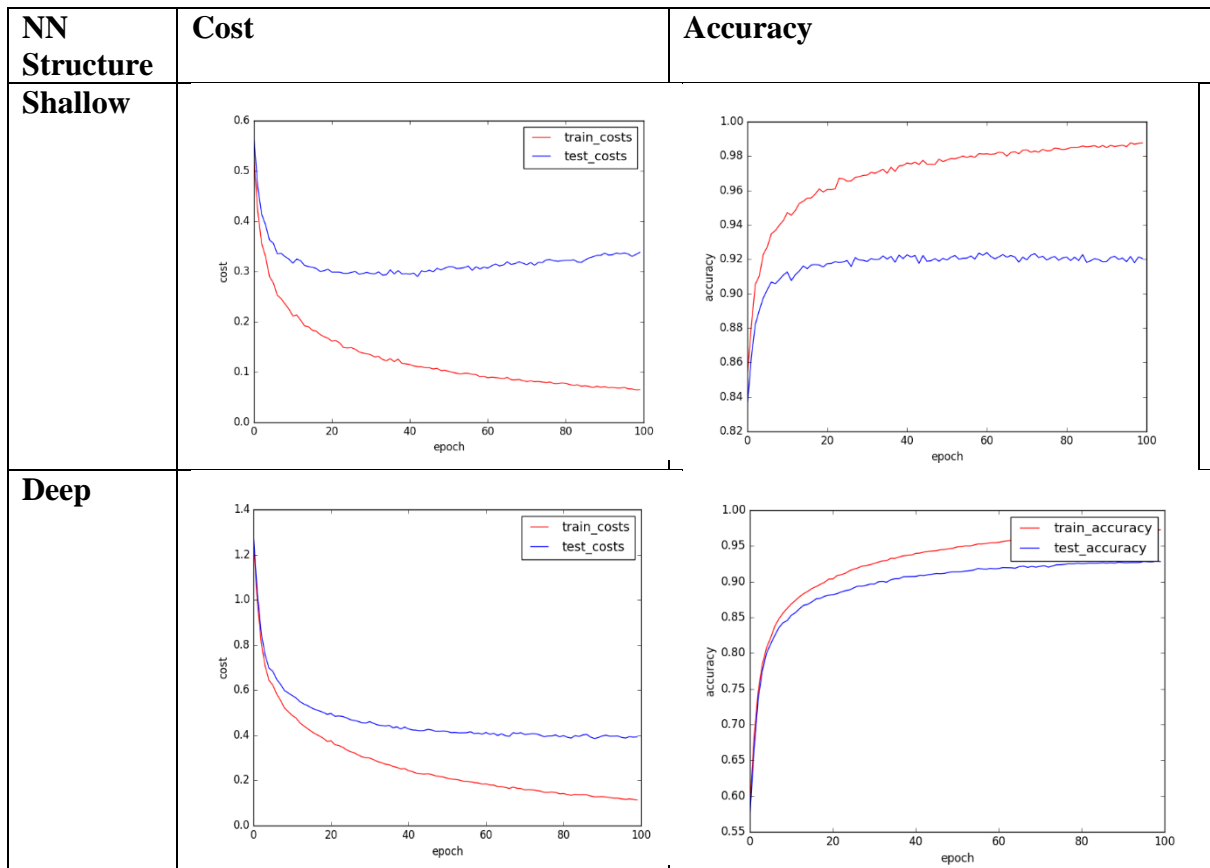 NN Structure
Cost
Accuracy
Shallow
0.6
0.5
0.4
0.3
0.2
0.1
0.0
cost
train_costs
test_costs
0 20 40 60 80 100
epoch
1.00
0.98
0.96
0.94
0.92
0.90
0.88
0.86
0.84
0.82
accuracy
0 20 40 60 80 100
epoch
Deep
1.4
1.2
1.0
0.8
0.6
0.4
0.2
0.0
cost
train_costs
test_costs
0 20 40 60 80 100
epoch
1.00
0.95
0.90
0.85
0.80
0.75
0.70
0.65
0.60
0.55
accuracy
train_accuracy
test_accuracy
0 20 40 60 80 100
epoch